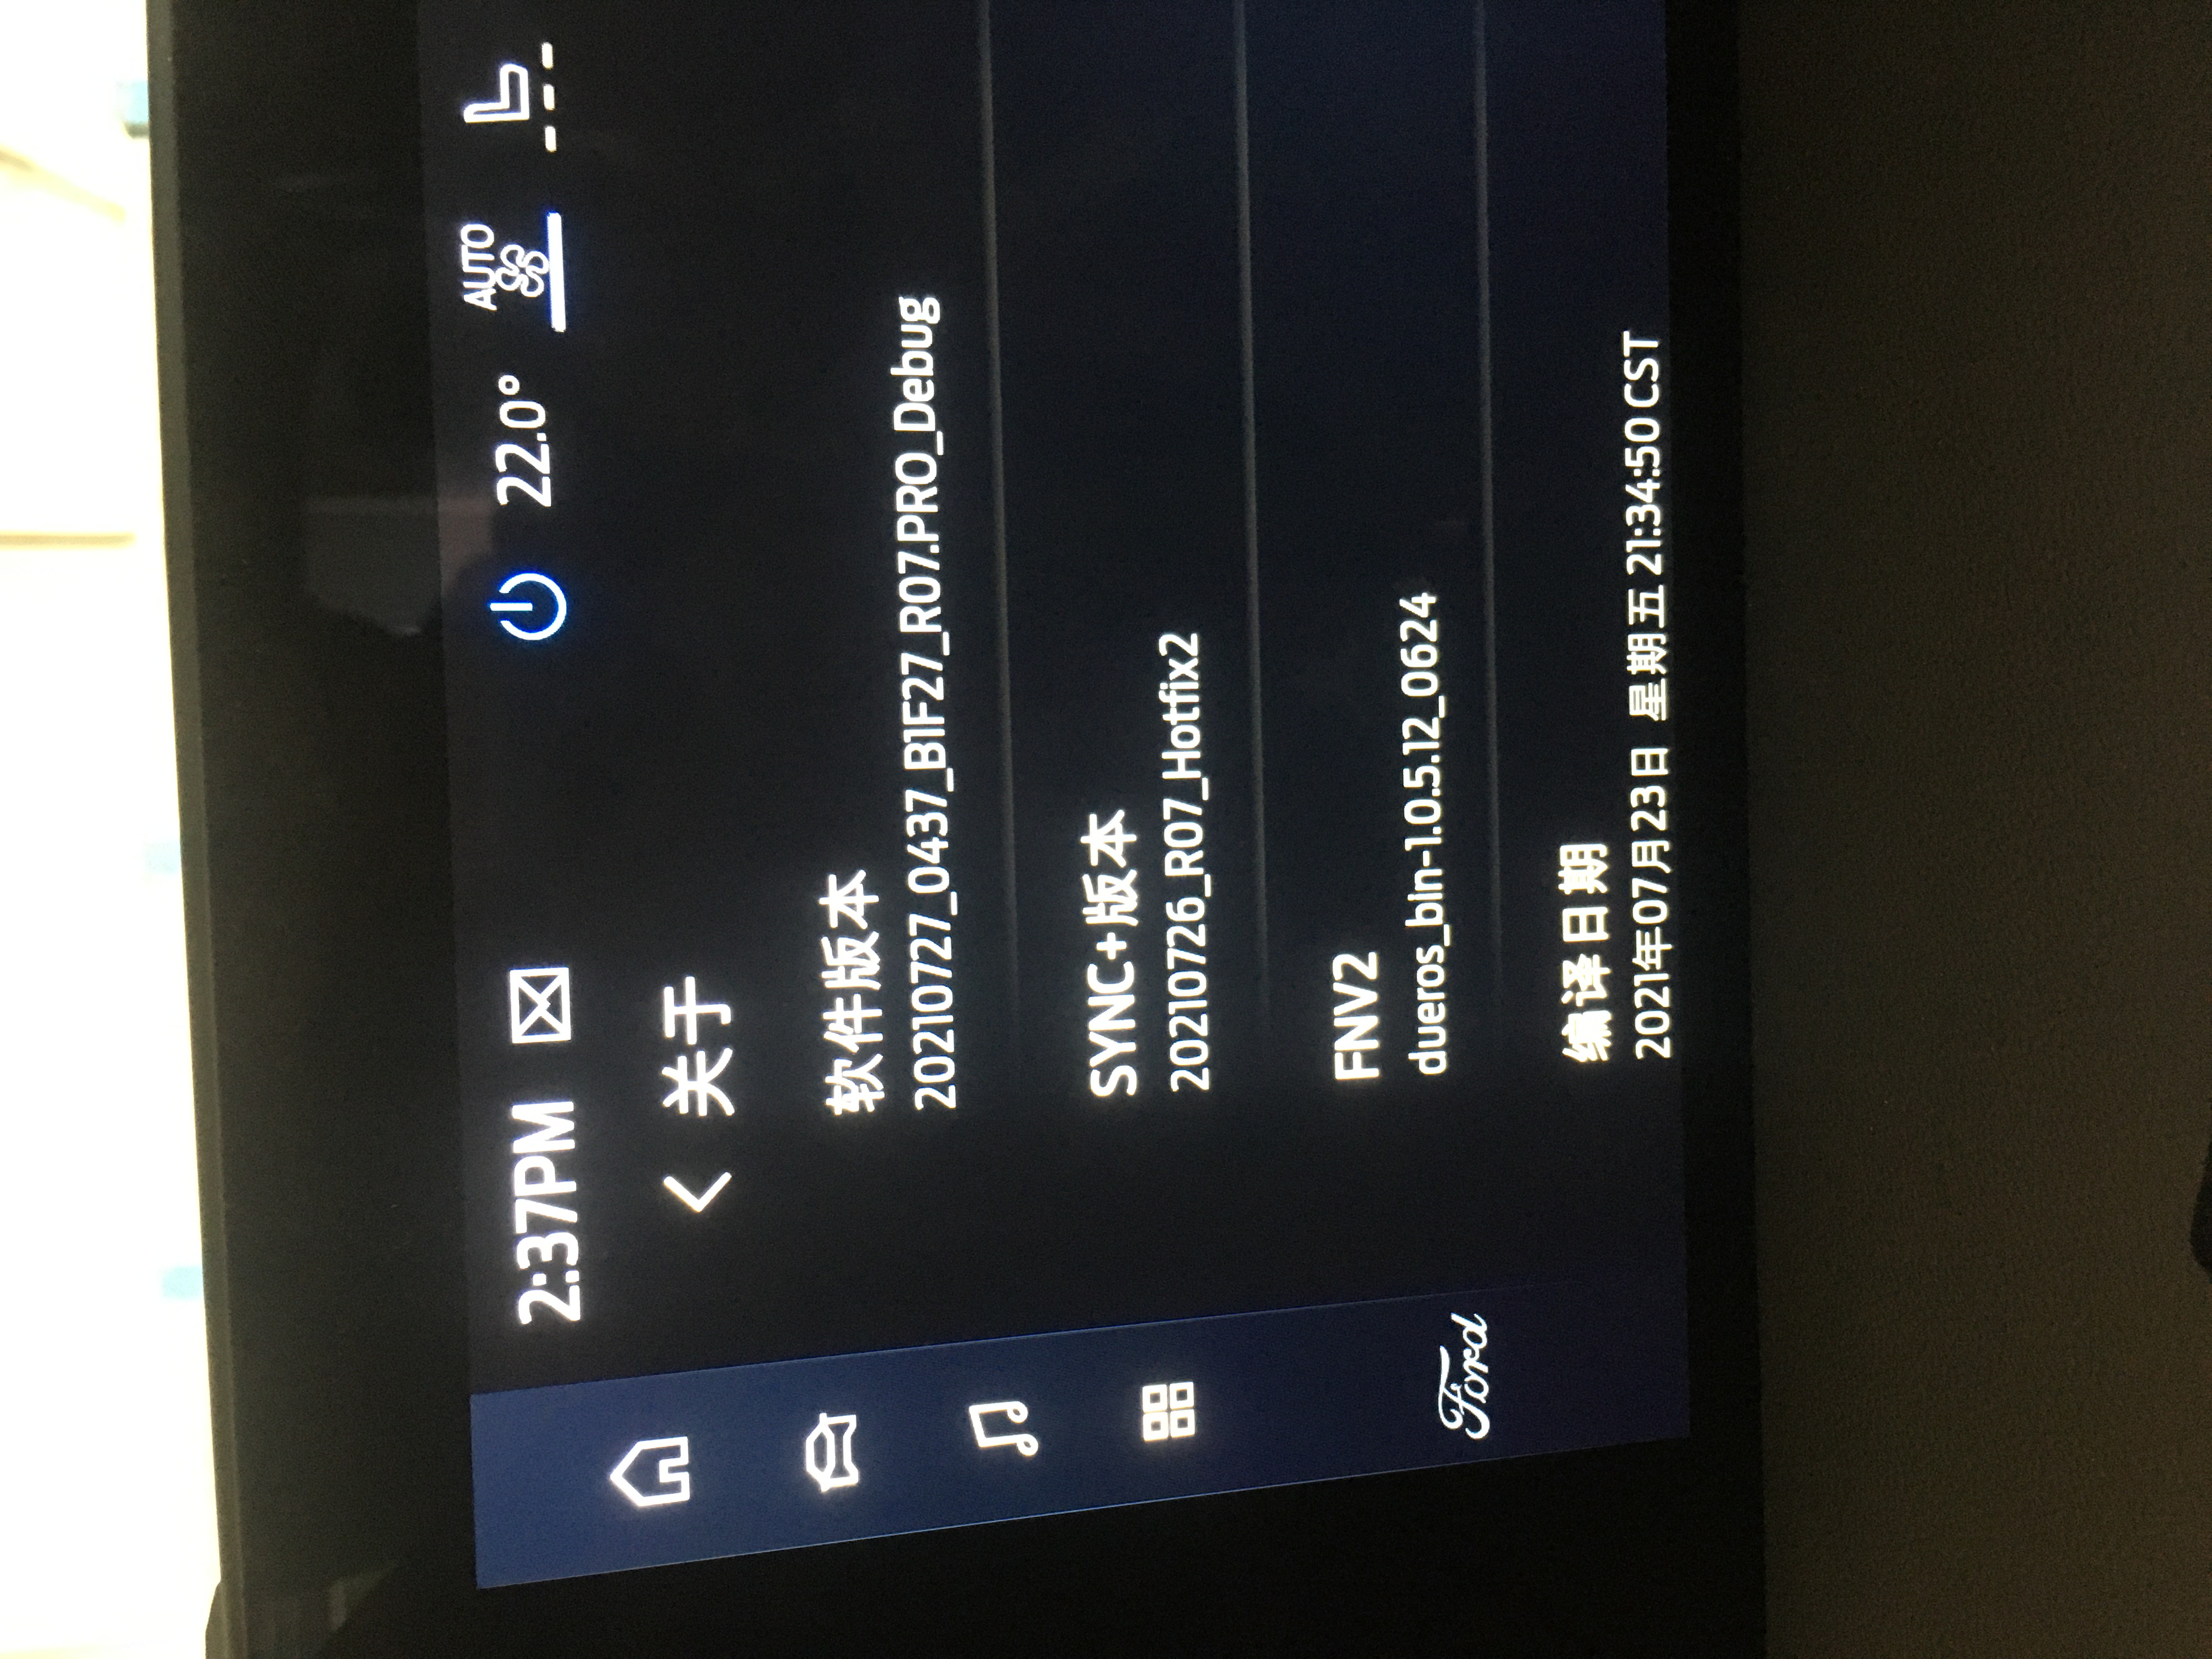 2:37PM
22.0°
AUTO
关于
软件版本
20210727_0437_B1F27_R07.PRO_Debug
SYNC+版本
20210726_R07_Hotfix2
FNV2
dueros_bin-1.0.5.12_0624
Ford
编译日期
2021年07月23日 星期五 21:34:50 CST